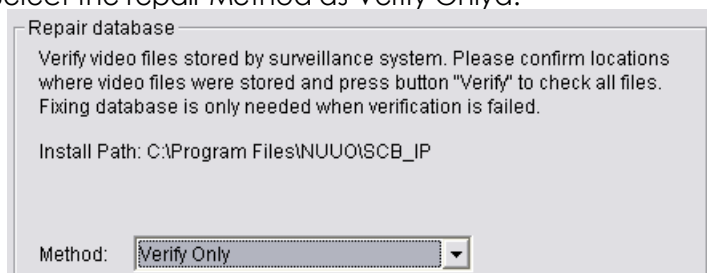 Select the repair Method as Verify Onlyd.
Repair database
Verify video files stored by surveillance system. Please confirm locations
where video files were stored and press button "Verify" to check all files.
Fixing database is only needed when verification is failed.
Install Path: C:\Program Files\NUUO\SCB_IP
Method: Verify Only